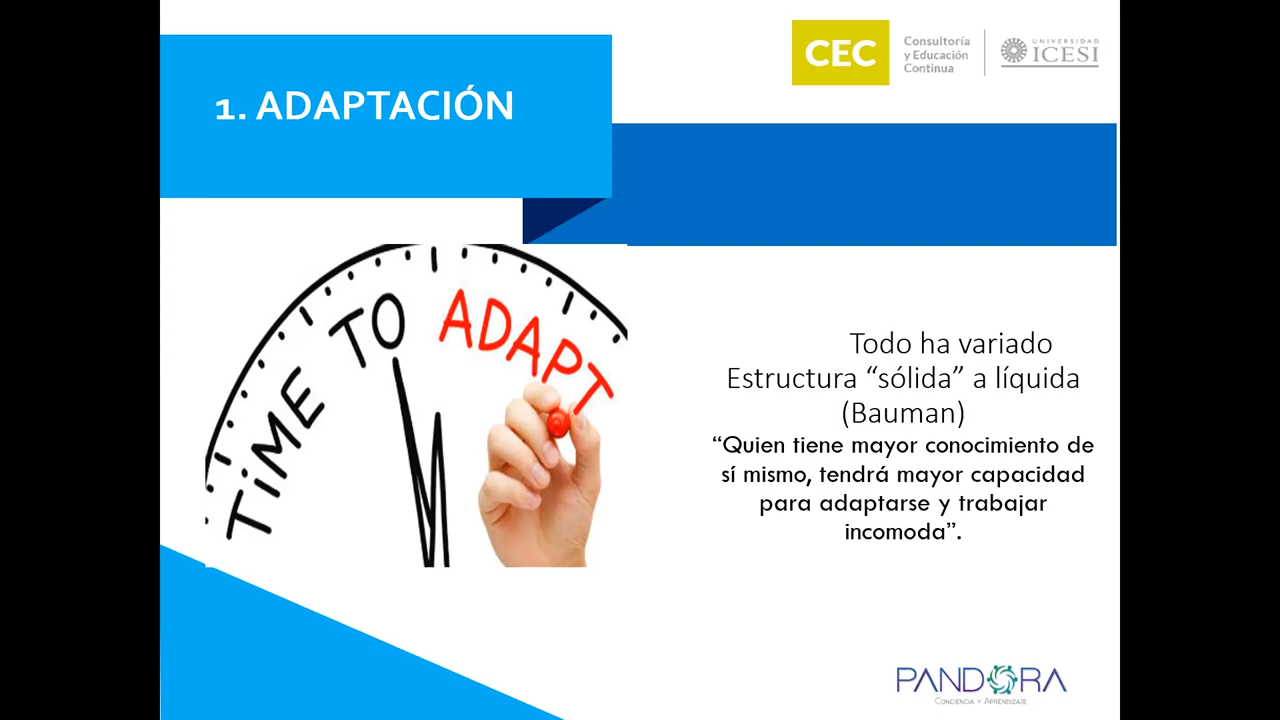 1. ADAPTACIÓN
CEC
Consultoría
y Educación
Continua
UNIVERSIDAD
ICESI
TIME TO ADAPT
Todo ha variado
Estructura “sólida” a líquida
(Bauman)
“Quien tiene mayor conocimiento de
sí mismo, tendrá mayor capacidad
para adaptarse y trabajar
incomoda”.
PANDORA
CONCIENCIA Y APRENDIZAJE